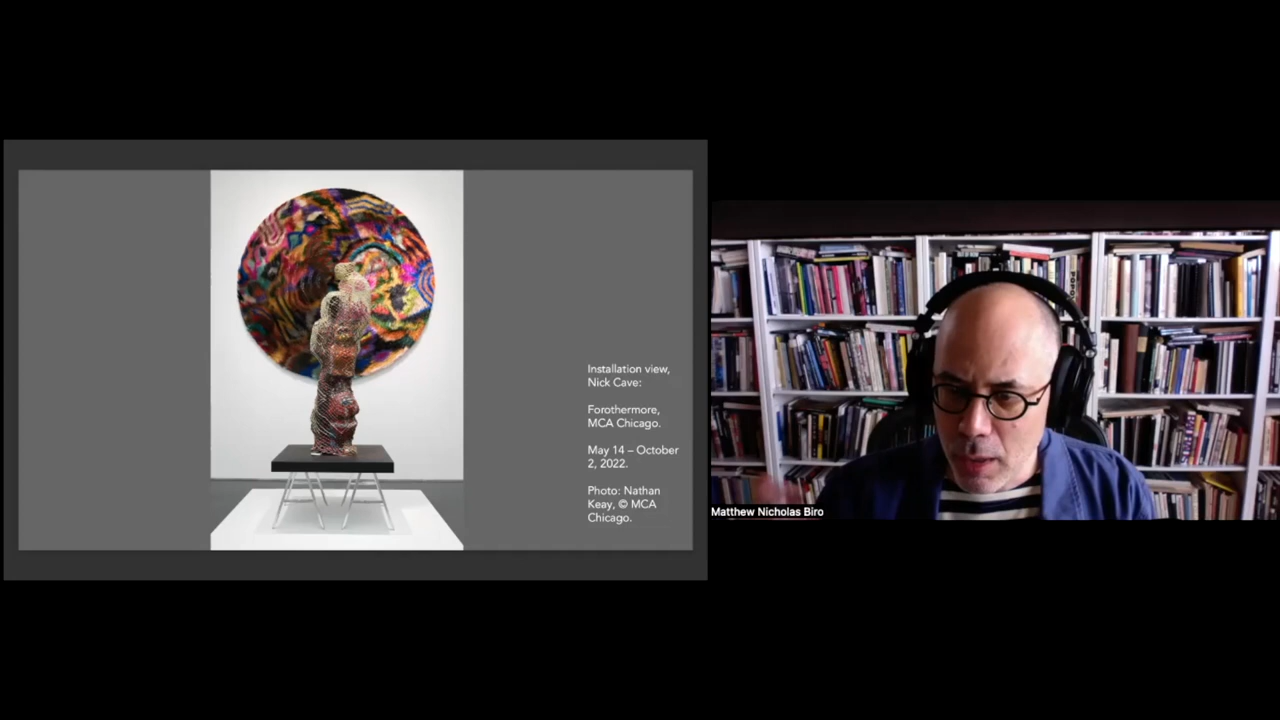 Installation view,
Nick Cave:
Forothermore,
MCA Chicago.
May 14 – October
2, 2022.
Photo: Nathan
Keay, © MCA
Chicago.
Matthew Nicholas Biro